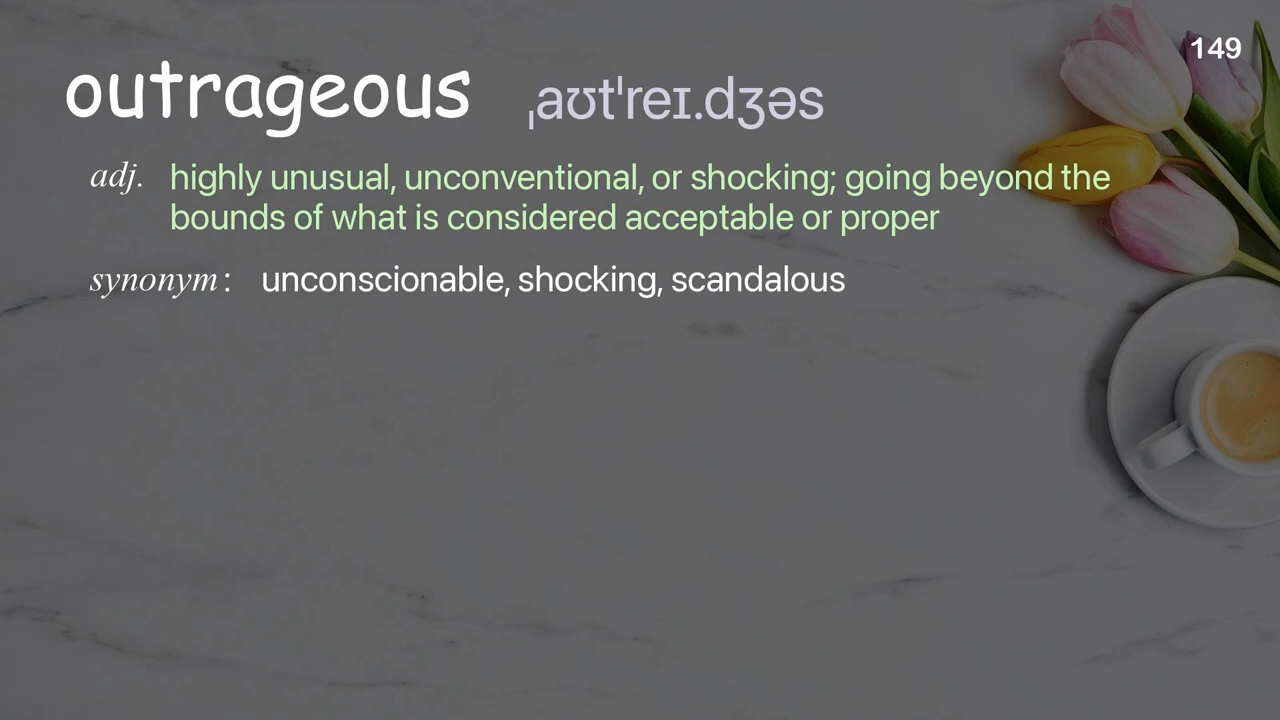 149
outrageous ˌaʊtˈreɪ.dʒəs
adj. highly unusual, unconventional, or shocking; going beyond the
bounds of what is considered acceptable or proper
synonym: unconscionable, shocking, scandalous